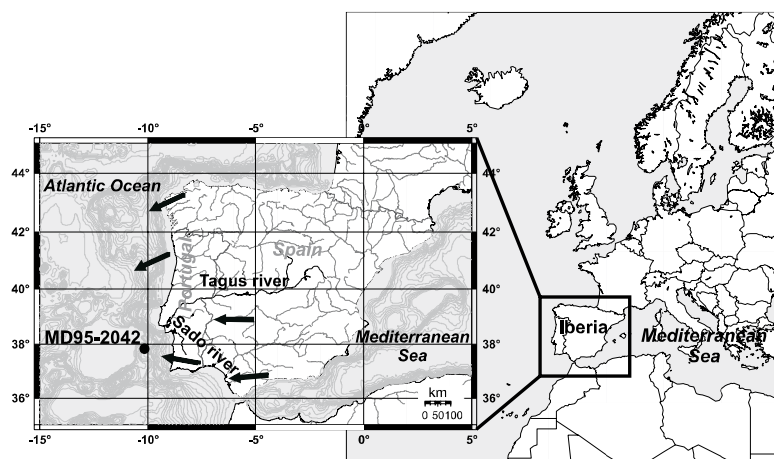 -15°
-10°
-5°
0°
5°
44°
44°
Atlantic Ocean
42°
42°
Portugal
Spain
Tagus river
40°
40°
Sado river
MD95-2042
38°
38°
Mediterranean
Sea
36°
36°
km
0 50100
-15°
-10°
-5°
0°
5°
Iberia
Mediterranean
Sea